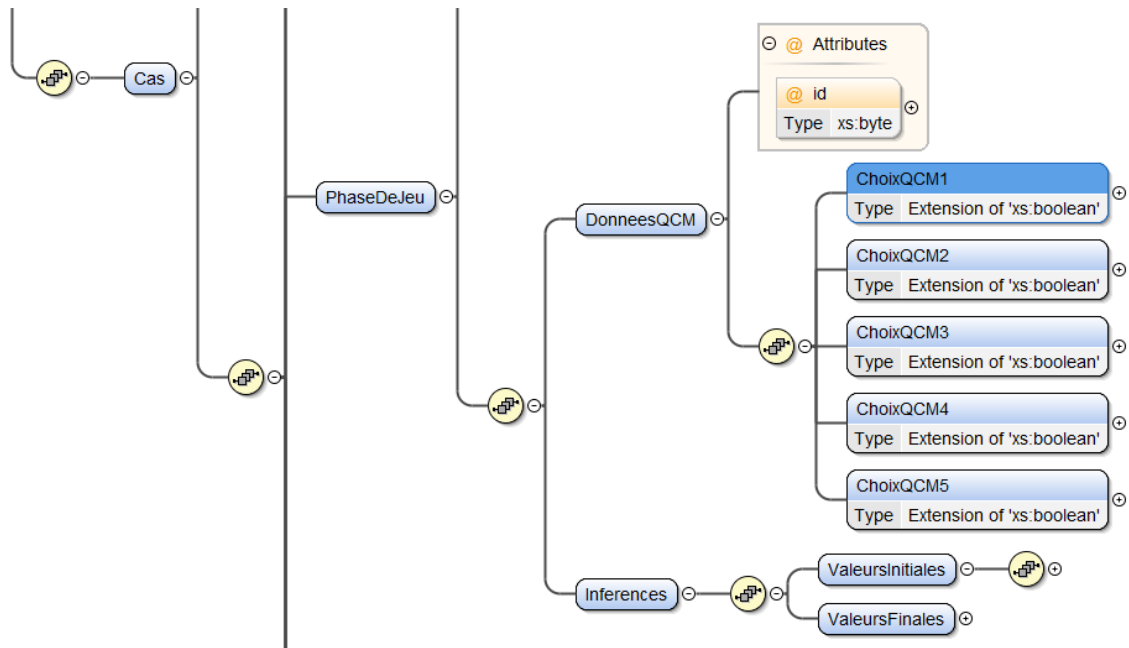 @ Attributes
Cas
@ id
Type xs:byte
PhaseDeJeu
ChoixQCM1
Type Extension of 'xs:boolean'
DonneesQCM
ChoixQCM2
Type Extension of 'xs:boolean'
ChoixQCM3
Type Extension of 'xs:boolean'
ChoixQCM4
Type Extension of 'xs:boolean'
ChoixQCM5
Type Extension of 'xs:boolean'
ValeursInitiales
Inferences
ValeursFinales